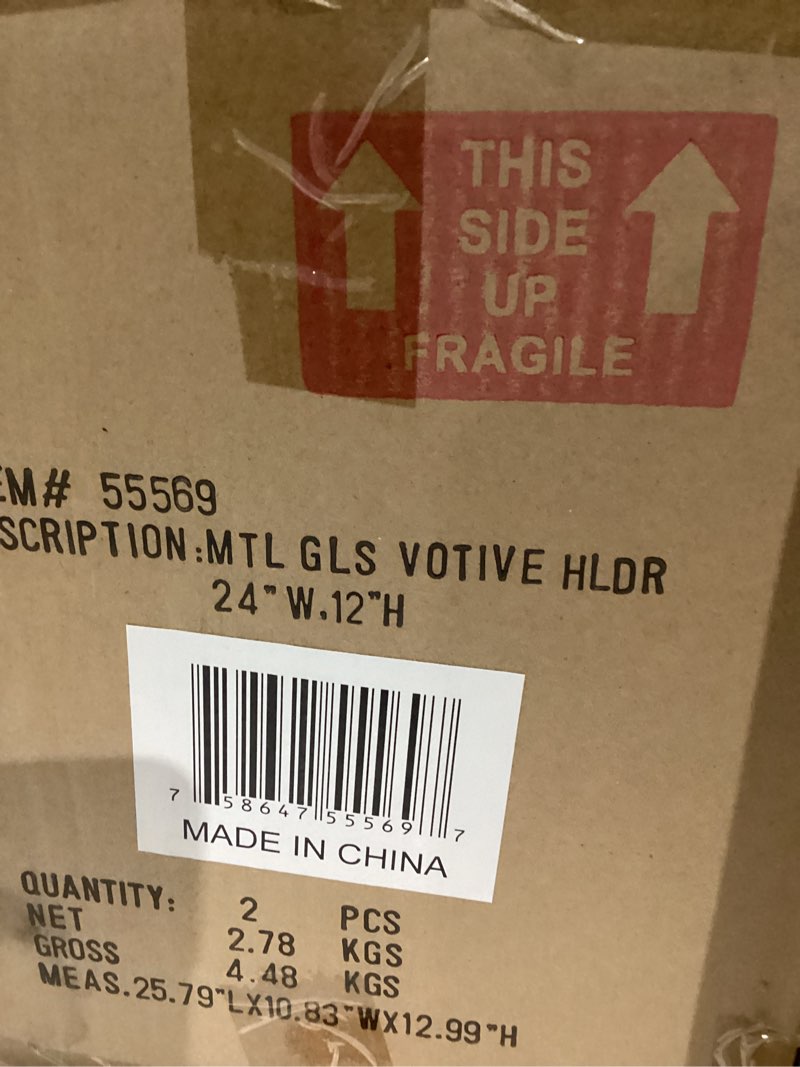 THIS
SIDE
UP
FRAGILE
EM# 55569
SCRIPTION:MTL GLS VOTIVE HLDR
24"W.12"H
7 58647 55569 7
MADE IN CHINA
QUANTITY: 2 PCS
NET 2.78 KGS
GROSS 4.48 KGS
MEAS.25.79"LX10.83"WX12.99"H